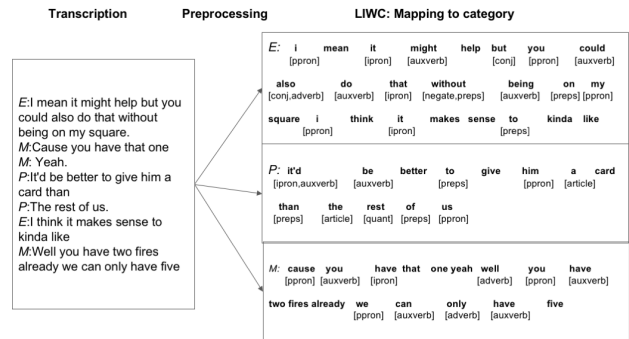 Transcription Preprocessing LIWC: Mapping to category
E:I mean it might help but you
could also do that without
being on my square.
M:Cause you have that one
M: Yeah.
P:It'd be better to give him a
card than
P:The rest of us.
E:I think it makes sense to
kinda like
M:Well you have two fires
already we can only have five
E: i mean it might help but you could
[ppron] [ipron] [auxverb] [conj] [ppron] [auxverb]
also do that without being on my
[conj,adverb] [auxverb] [ipron] [negate,preps] [auxverb] [preps] [ppron]
square i think it makes sense to kinda like
[ppron] [ipron] [preps]
P: it'd be better to give him a card
[ipron,auxverb] [auxverb] [preps] [ppron] [article]
than the rest of us
[preps] [article] [quant] [preps] [ppron]
M: cause you have that one yeah well you have
[ppron] [auxverb] [ipron] [adverb] [ppron] [auxverb]
two fires already we can only have five
[ppron] [auxverb] [adverb] [auxverb]